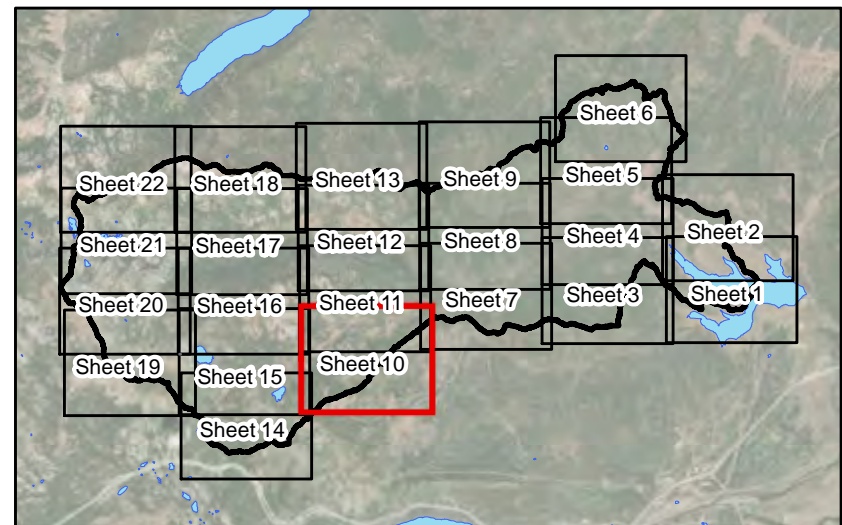 Sheet 6
Sheet 22
Sheet 18
Sheet 13
Sheet 9
Sheet 5
Sheet 21
Sheet 17
Sheet 12
Sheet 8
Sheet 4
Sheet 2
Sheet 20
Sheet 16
Sheet 11
Sheet 7
Sheet 3
Sheet 1
Sheet 19
Sheet 15
Sheet 10
Sheet 14